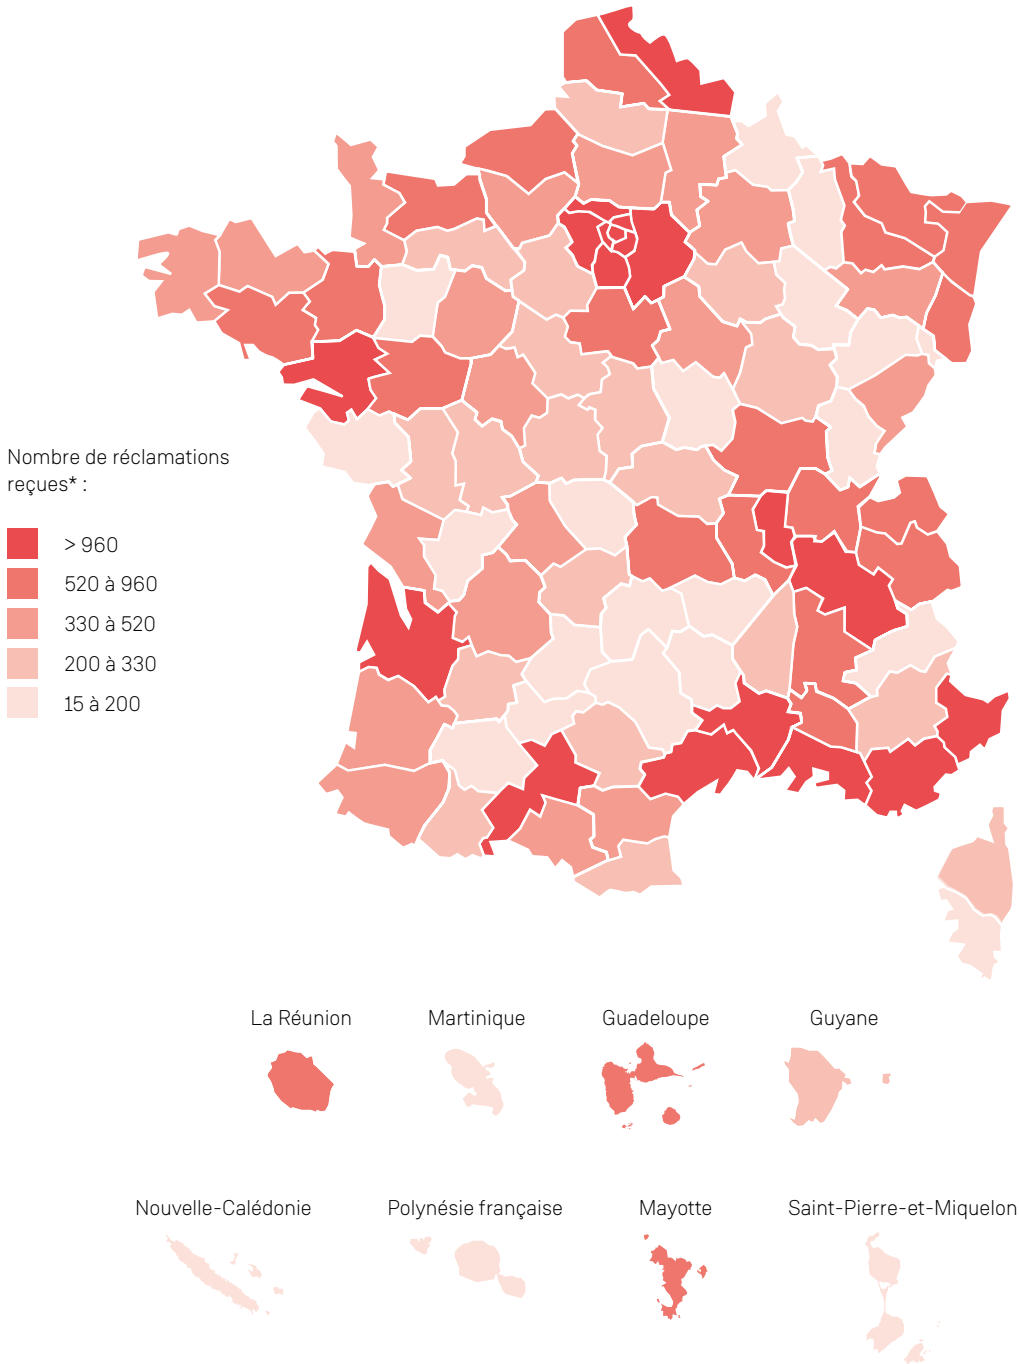 Nombre de réclamations
reçues* :
> 960
520 à 960
330 à 520
200 à 330
15 à 200
La Réunion
Martinique
Guadeloupe
Guyane
Nouvelle-Calédonie
Polynésie française
Mayotte
Saint-Pierre-et-Miquelon